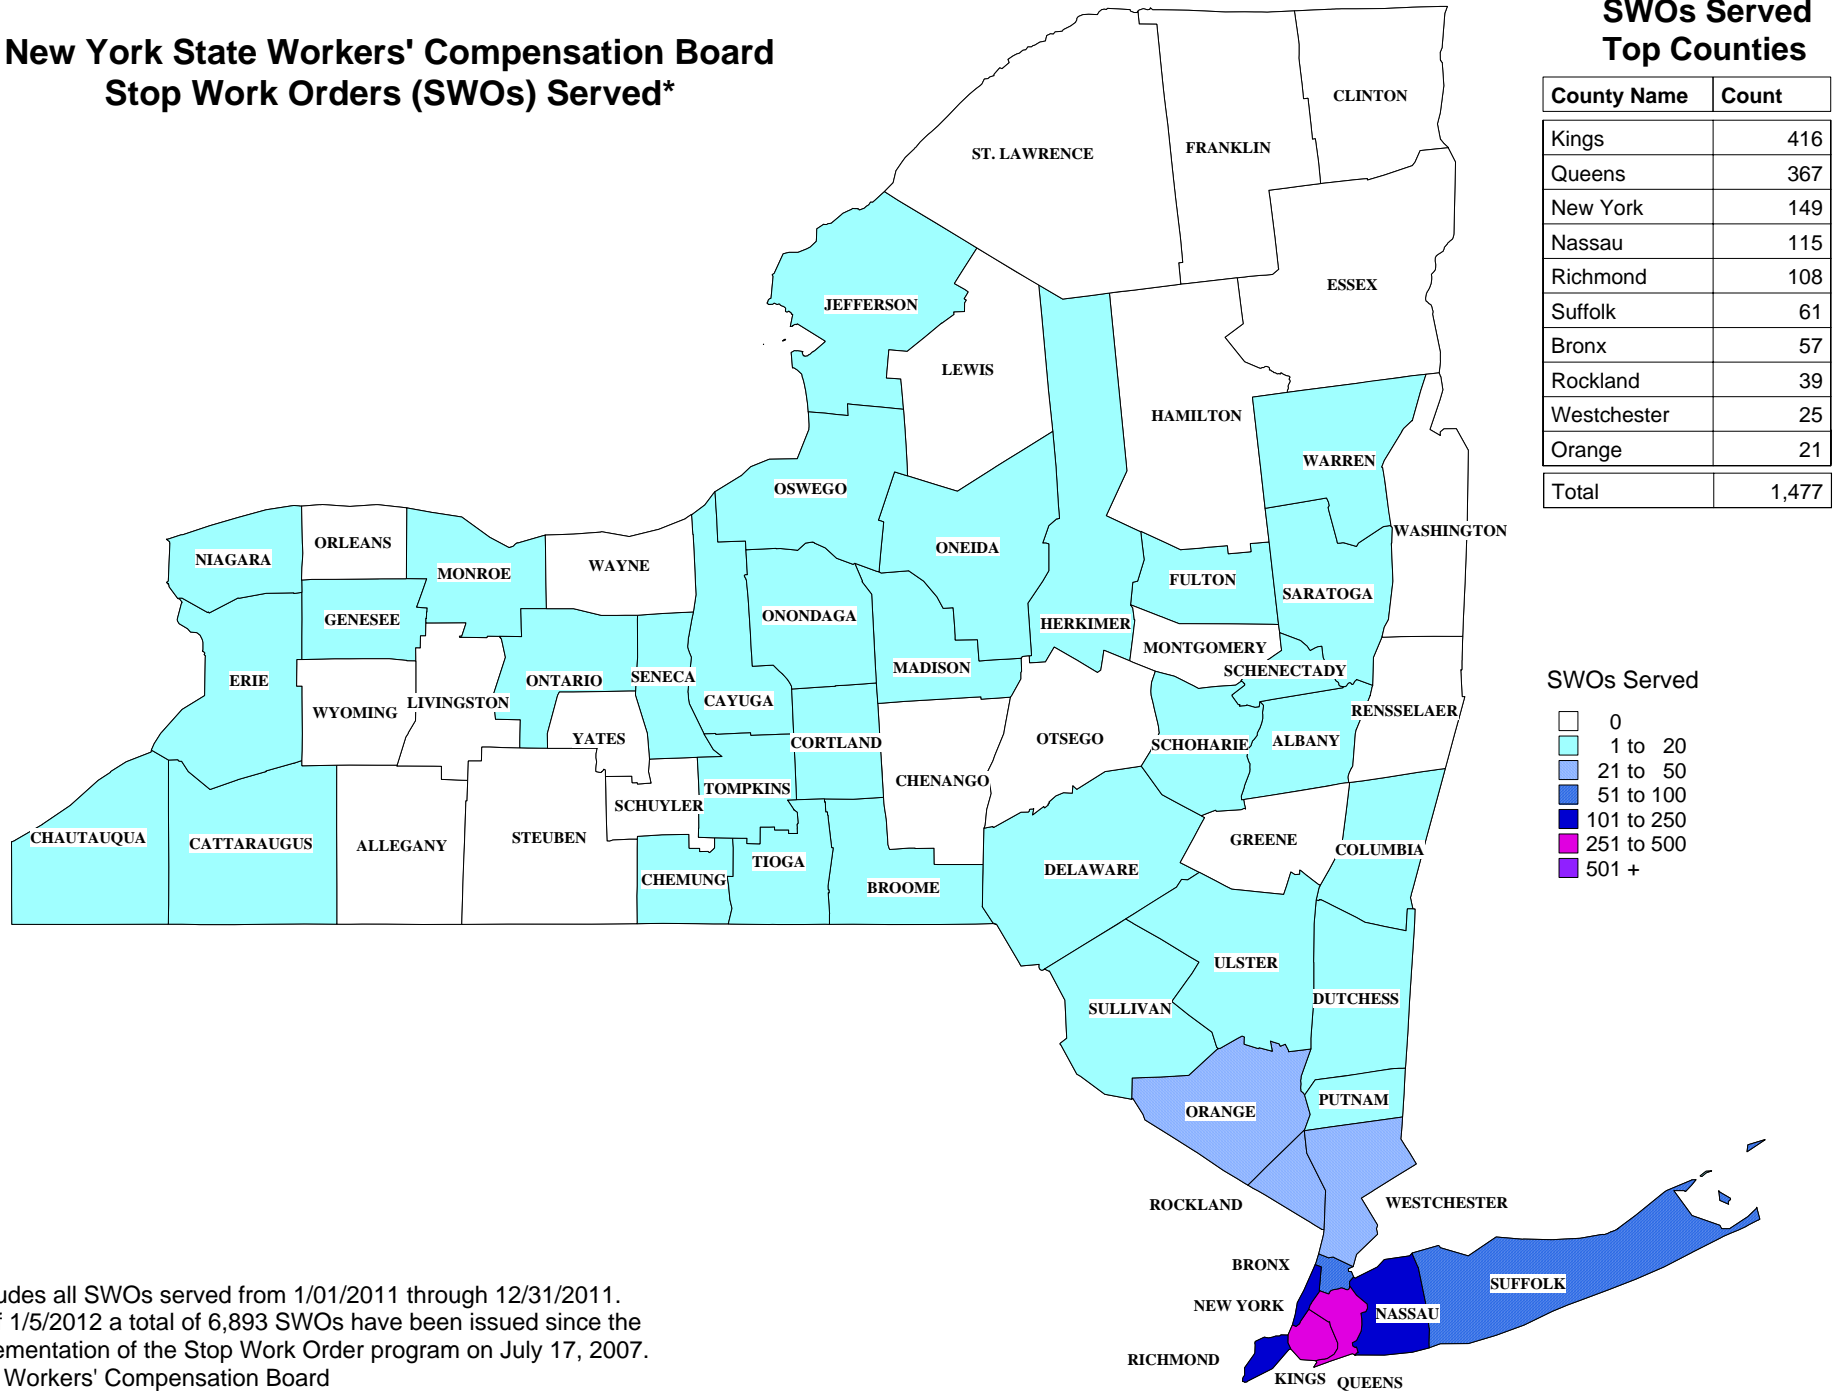 New York State Workers' Compensation Board
Stop Work Orders (SWOs) Served*
SWOs Served
Top Counties
County Name Count
Kings 416
Queens 367
New York 149
Nassau 115
Richmond 108
Suffolk 61
Bronx 57
Rockland 39
Westchester 25
Orange 21
Total 1,477
CLINTON
FRANKLIN
ST. LAWRENCE
ESSEX
JEFFERSON
LEWIS
HAMILTON
WARREN
OSWEGO
WASHINGTON
ORLEANS
NIAGARA
MONROE
WAYNE
ONEIDA
FULTON
SARATOGA
GENESEE
ONONDAGA
HERKIMER
MONTGOMERY
SCHENECTADY
MADISON
ERIE
ONTARIO
SENECA
CAYUGA
LIVINGSTON
WYOMING
RENSSELAER
YATES
CORTLAND
OTSEGO
SCHOHARIE
ALBANY
CHENANGO
TOMPKINS
SCHUYLER
CHAUTAUQUA
CATTARAUGUS
ALLEGANY
STEUBEN
GREENE
COLUMBIA
TIOGA
CHEMUNG
BROOME
DELAWARE
ULSTER
DUTCHESS
SULLIVAN
PUTNAM
ORANGE
ROCKLAND
WESTCHESTER
BRONX
NEW YORK
SUFFOLK
NASSAU
RICHMOND
KINGS
QUEENS
SWOs Served
0
1 to 20
21 to 50
51 to 100
101 to 250
251 to 500
501 +
udes all SWOs served from 1/01/2011 through 12/31/2011.
1/5/2012 a total of 6,893 SWOs have been issued since the
ementation of the Stop Work Order program on July 17, 2007.
Workers' Compensation Board